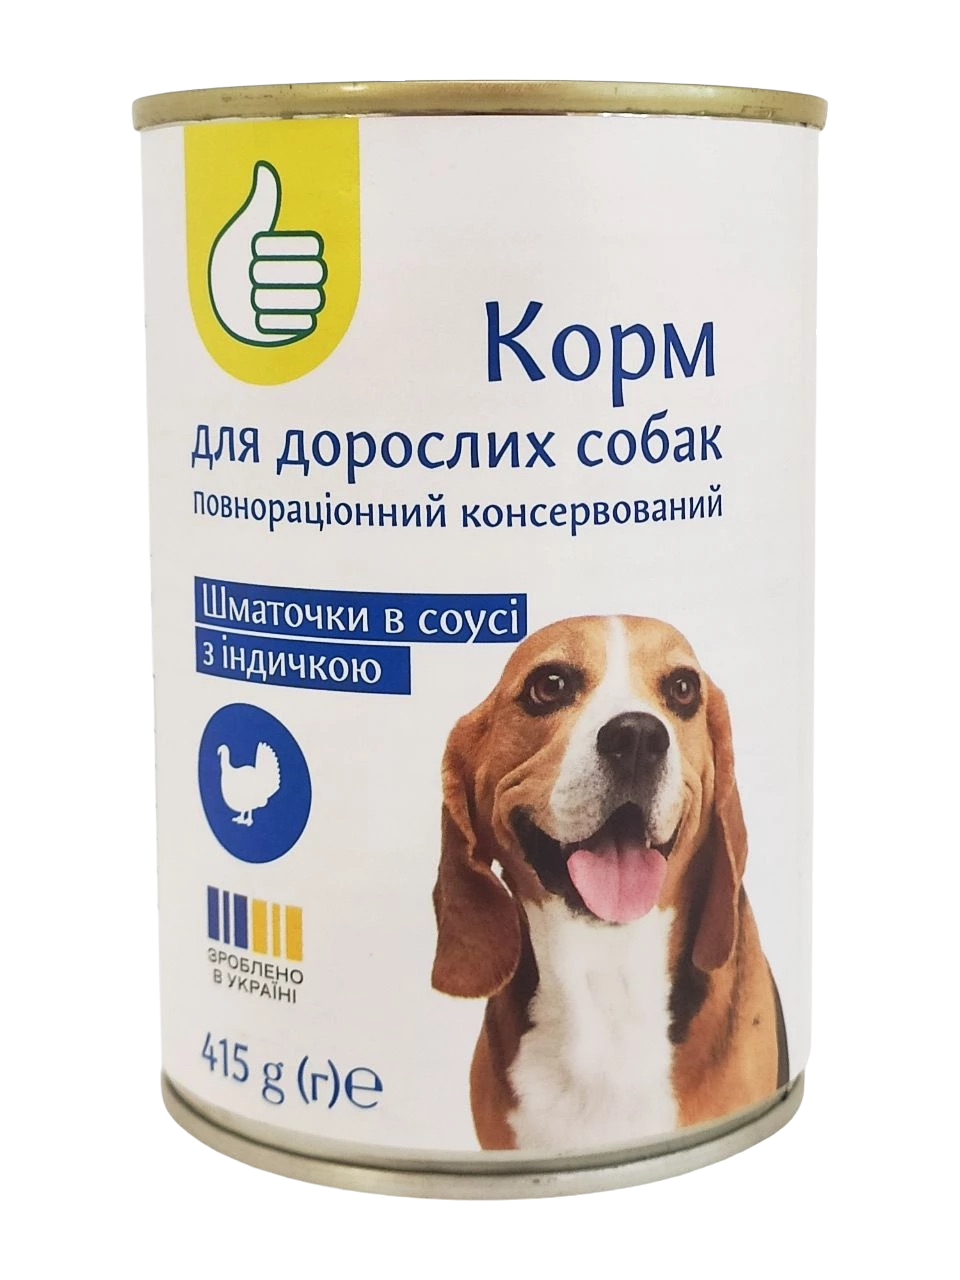 Корм
для дорослих собак
повнораціонний консервований
Шматочки в соусі
з індичкою
ЗРОБЛЕНО
В УКРАЇНІ
415 g (г)℮